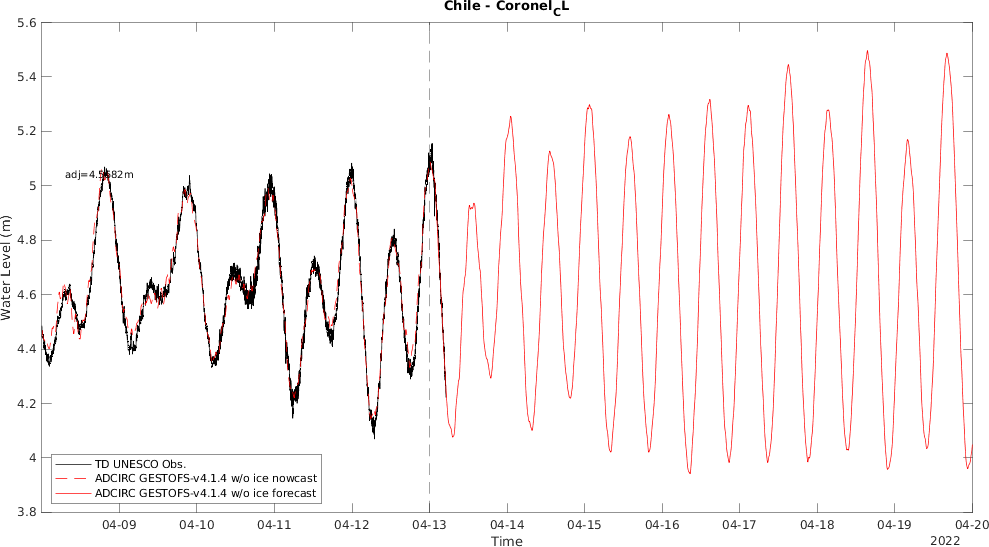 Chile - Coronel_CL
5.6
5.4
5.2
5
4.8
4.6
4.4
4.2
4
3.8
Water Level (m)
TD UNESCO Obs.
ADCIRC GESTOFS-v4.1.4 w/o ice nowcast
ADCIRC GESTOFS-v4.1.4 w/o ice forecast
04-09 04-10 04-11 04-12 04-13 04-14 04-15 04-16 04-17 04-18 04-19 04-20
Time
2022